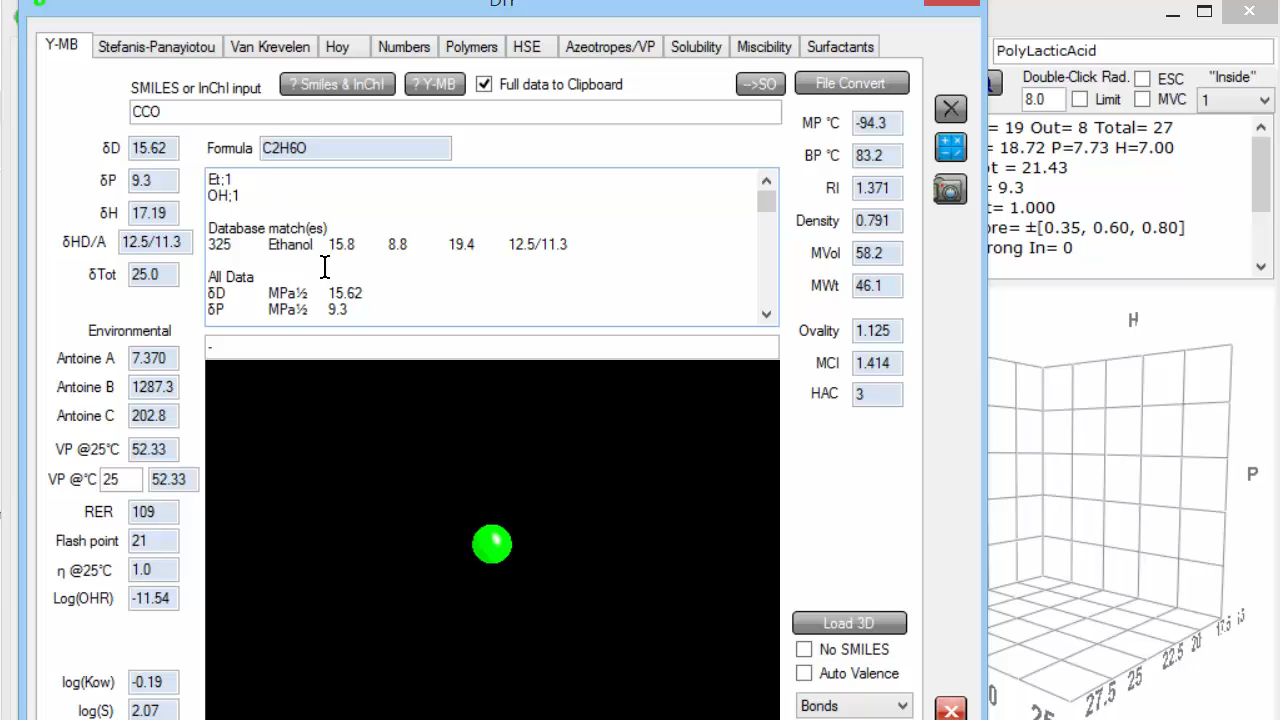 DIY
Y-MB Stefanis-Panayiotou Van Krevelen Hoy Numbers Polymers HSE Azeotropes/VP Solubility Miscibility Surfactants
SMILES or InChI input ? Smiles & InChI ? Y-MB Full data to Clipboard -->SO File Convert
CCO
δD 15.62 Formula C2H6O
δP 9.3
δH 17.19
δHD/A 12.5/11.3
δTot 25.0
Et;1
OH;1
Database match(es)
325 Ethanol 15.8 8.8 19.4 12.5/11.3
All Data
δD MPa½ 15.62
δP MPa½ 9.3
-
Environmental
Antoine A 7.370
Antoine B 1287.3
Antoine C 202.8
VP @25℃ 52.33
VP @℃ 25 52.33
RER 109
Flash point 21
η @25℃ 1.0
Log(OHR) -11.54
log(Kow) -0.19
log(S) 2.07
MP ℃ -94.3
BP ℃ 83.2
RI 1.371
Density 0.791
MVol 58.2
MWt 46.1
Ovality 1.125
MCI 1.414
HAC 3
Load 3D
No SMILES
Auto Valence
Bonds
PolyLacticAcid
Double-Click Rad. ESC "Inside"
8.0 Limit MVC 1
= 19 Out= 8 Total= 27
= 18.72 P=7.73 H=7.00
ot = 21.43
= 9.3
t= 1.000
ore= ±[0.35, 0.60, 0.80]
rong In= 0
H
P
17.5 15
22.5 20
27.5 25